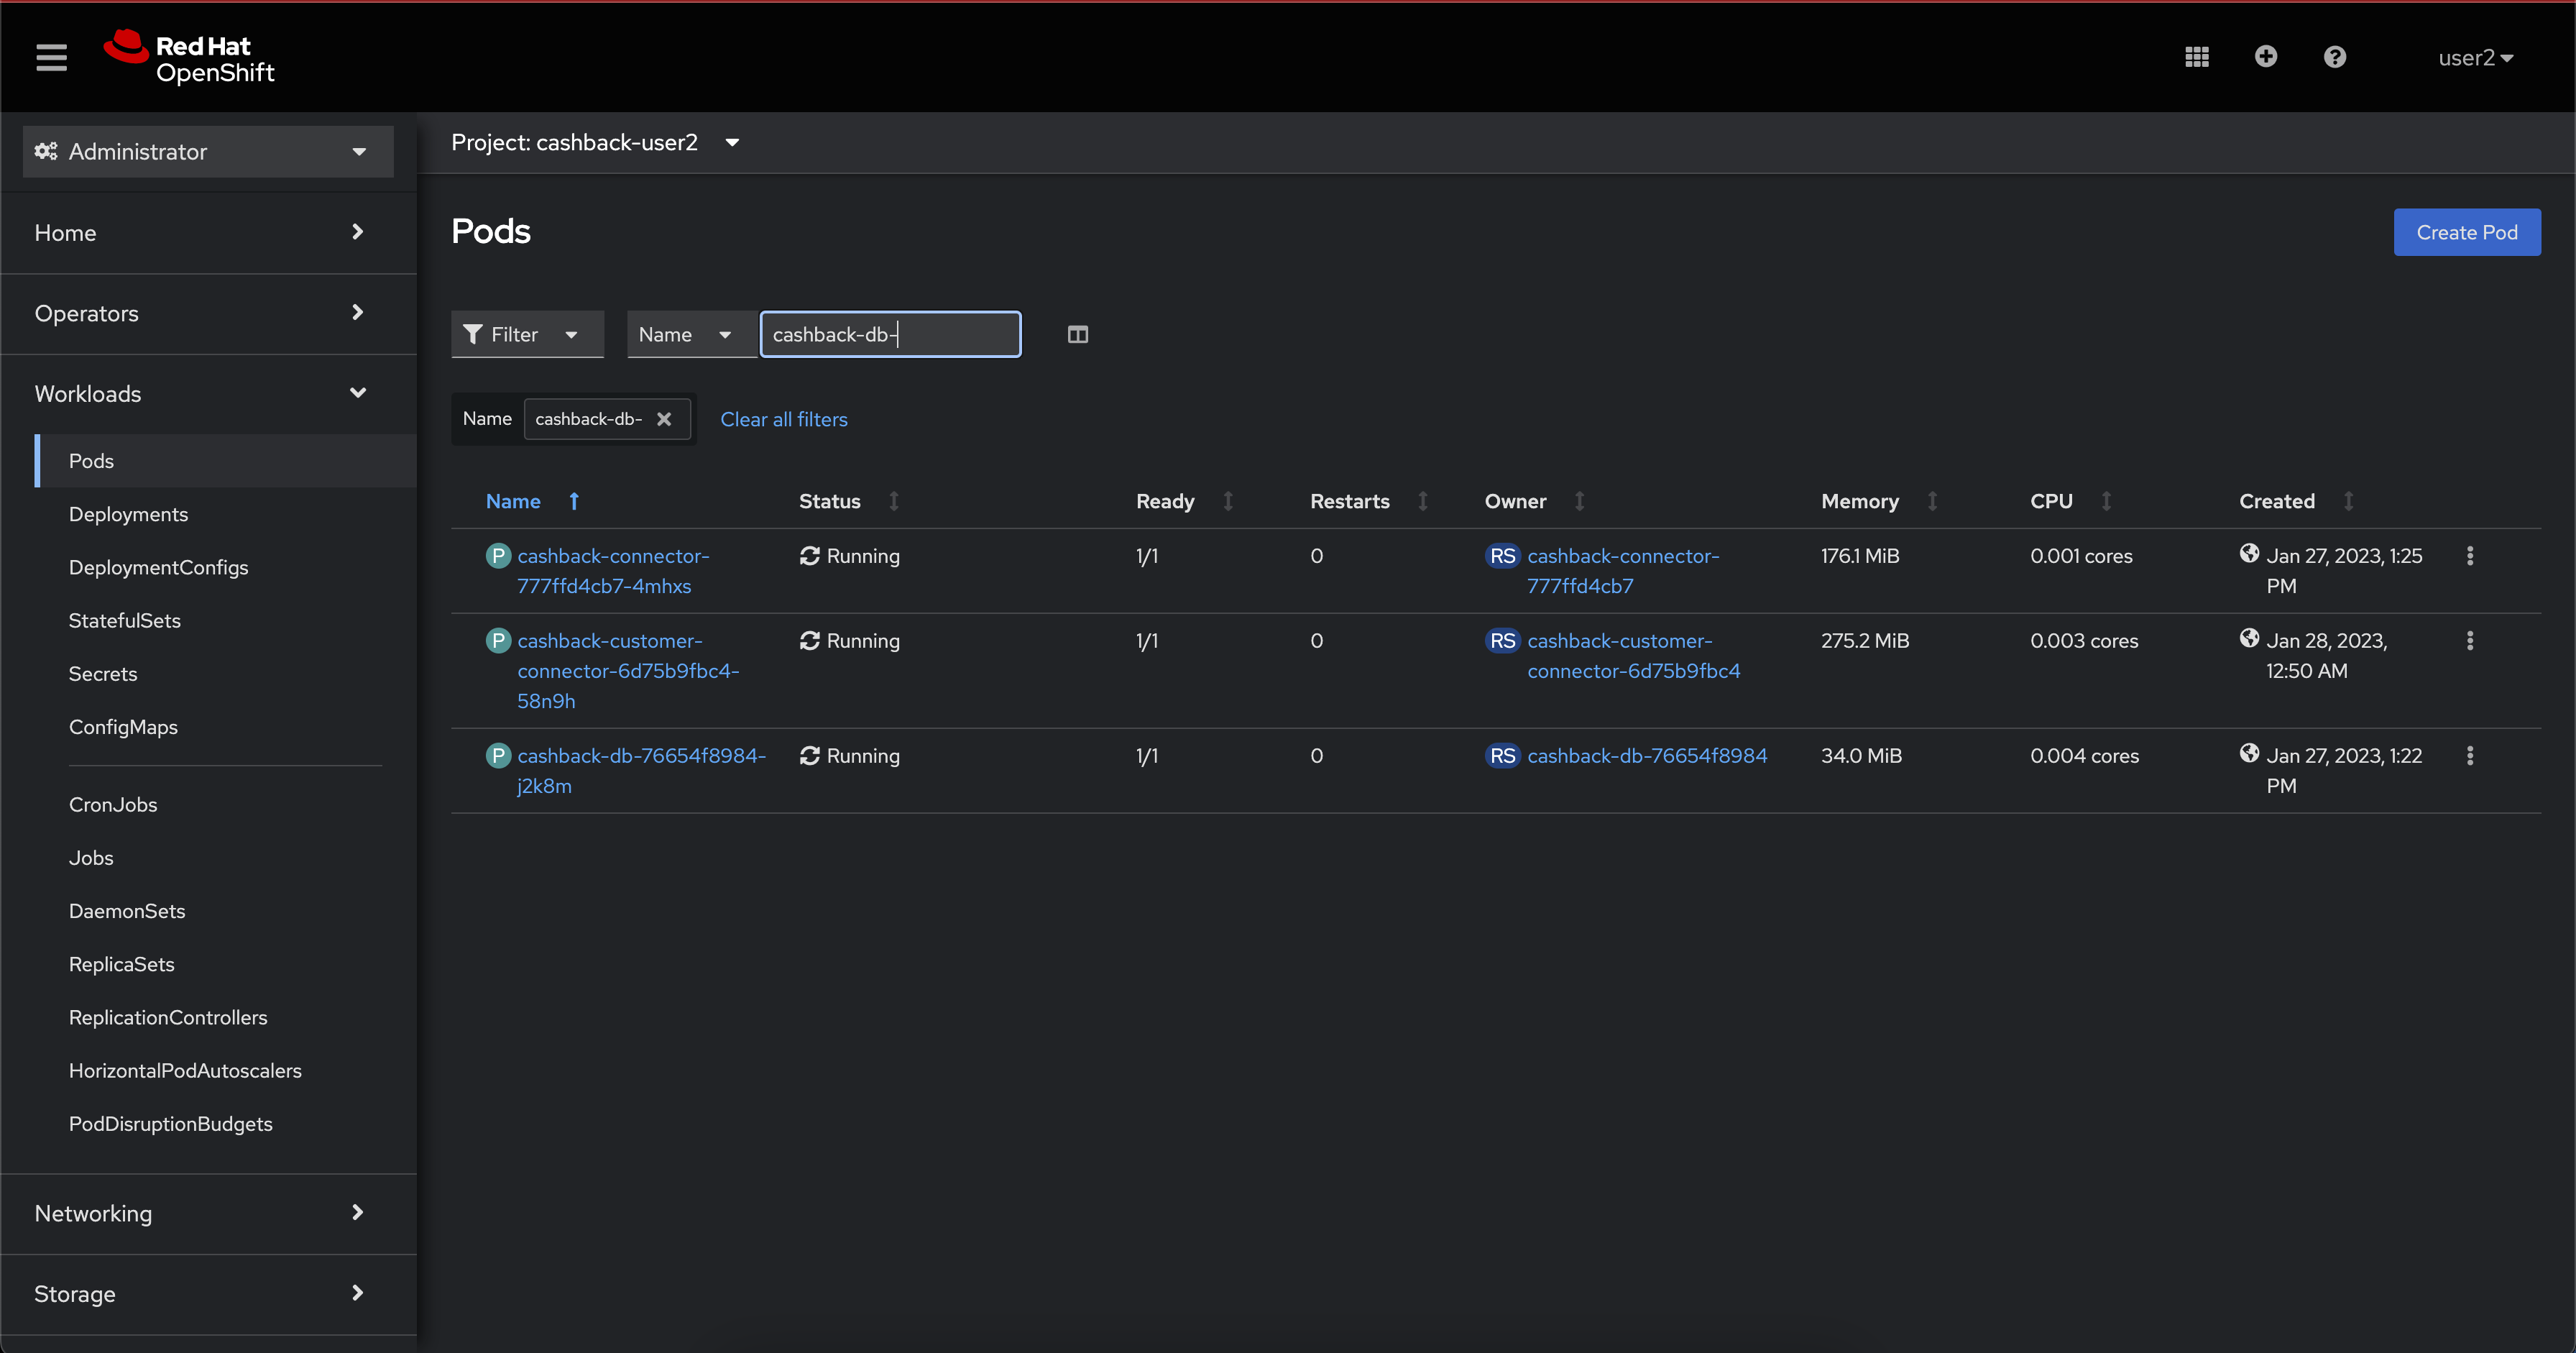 Red Hat
OpenShift
user2
Administrator
Project: cashback-user2
Home
Operators
Workloads
Pods
Deployments
DeploymentConfigs
StatefulSets
Secrets
ConfigMaps
CronJobs
Jobs
DaemonSets
ReplicaSets
ReplicationControllers
HorizontalPodAutoscalers
PodDisruptionBudgets
Networking
Storage
Pods
Create Pod
Filter
Name
cashback-db-
Name cashback-db-
Clear all filters
Name Status Ready Restarts Owner Memory CPU Created
P cashback-connector- Running 1/1 0 RS cashback-connector- 176.1 MiB 0.001 cores Jan 27, 2023, 1:25
777ffd4cb7-4mhxs 777ffd4cb7 PM
P cashback-customer- Running 1/1 0 RS cashback-customer- 275.2 MiB 0.003 cores Jan 28, 2023,
connector-6d75b9fbc4- connector-6d75b9fbc4 12:50 AM
58n9h
P cashback-db-76654f8984- Running 1/1 0 RS cashback-db-76654f8984 34.0 MiB 0.004 cores Jan 27, 2023, 1:22
j2k8m PM